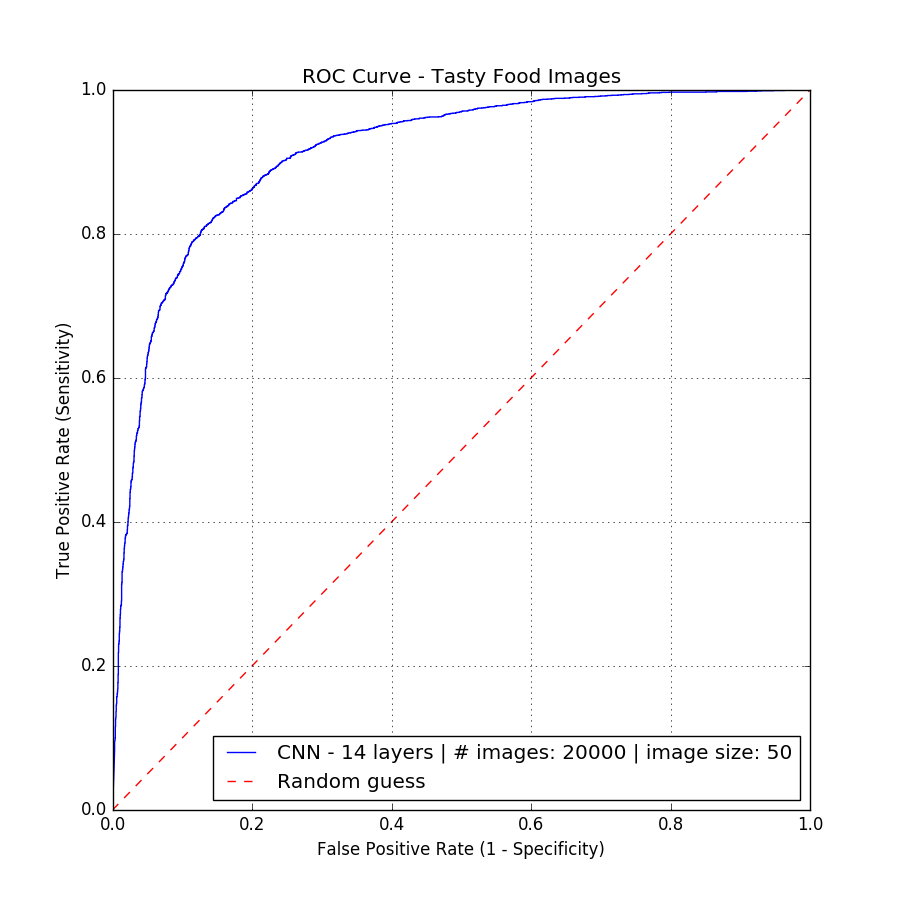 ROC Curve - Tasty Food Images
1.0
0.8
0.6
0.4
0.2
0.0
True Positive Rate (Sensitivity)
CNN - 14 layers | # images: 20000 | image size: 50
Random guess
0.0 0.2 0.4 0.6 0.8 1.0
False Positive Rate (1 - Specificity)